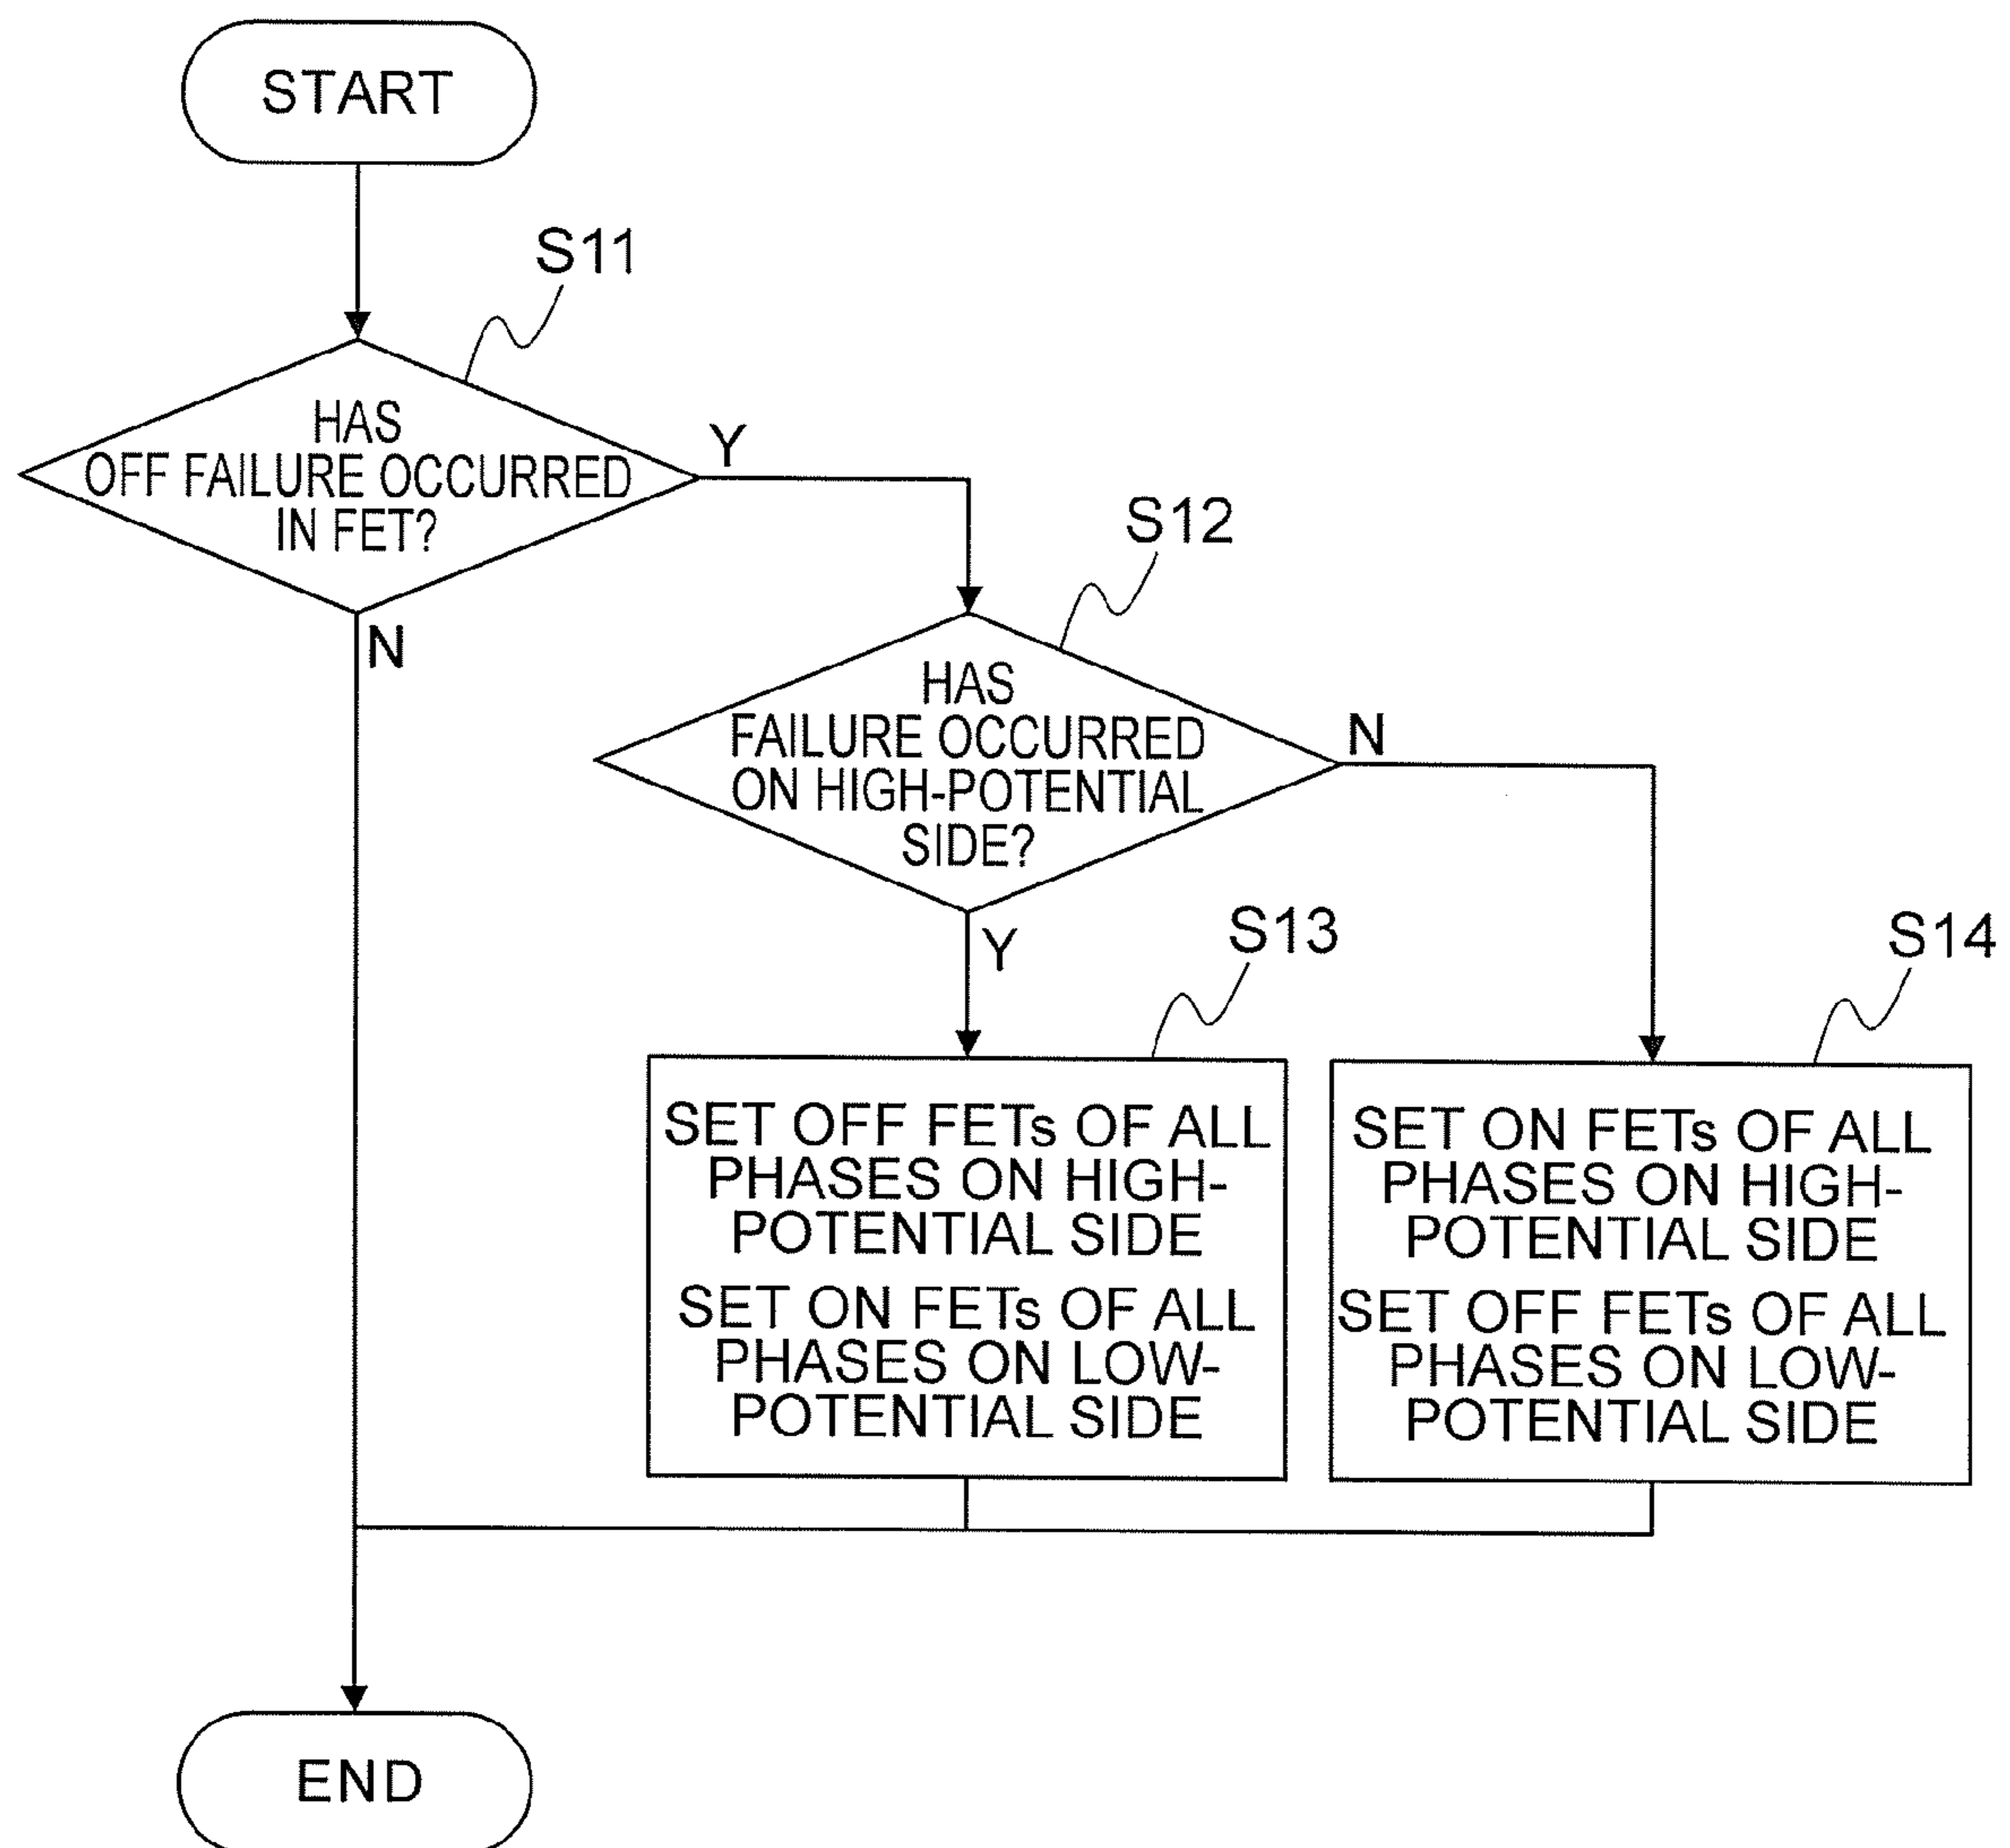 START
S11
HAS
OFF FAILURE OCCURRED
IN FET?
Y
N
S12
HAS
FAILURE OCCURRED
ON HIGH-POTENTIAL
SIDE?
N
Y
S13
SET OFF FETs OF ALL
PHASES ON HIGH-
POTENTIAL SIDE
SET ON FETs OF ALL
PHASES ON LOW-
POTENTIAL SIDE
S14
SET ON FETs OF ALL
PHASES ON HIGH-
POTENTIAL SIDE
SET OFF FETs OF ALL
PHASES ON LOW-
POTENTIAL SIDE
END